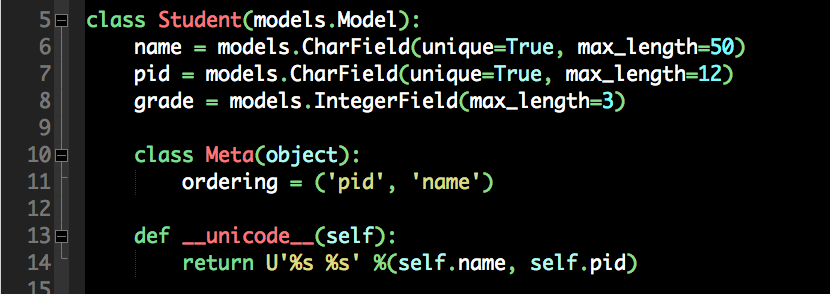 5 class Student(models.Model):
6     name = models.CharField(unique=True, max_length=50)
7     pid = models.CharField(unique=True, max_length=12)
8     grade = models.IntegerField(max_length=3)
9
10     class Meta(object):
11         ordering = ('pid', 'name')
12
13     def __unicode__(self):
14         return U'%s %s' %(self.name, self.pid)
15